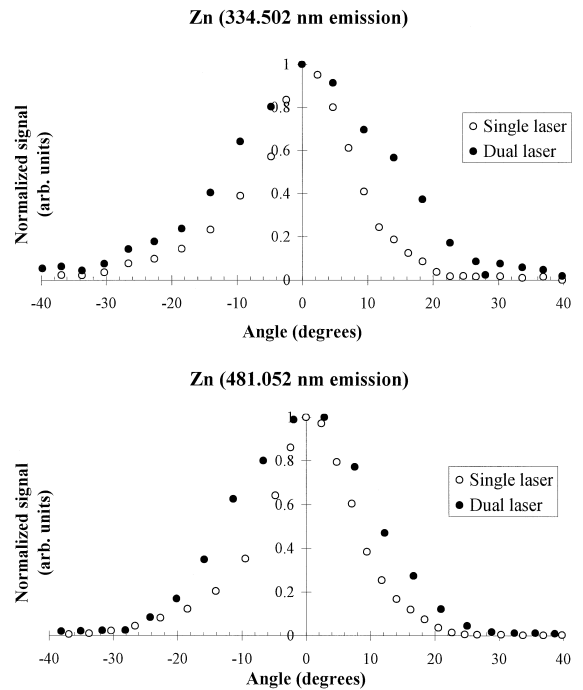 Zn (334.502 nm emission)
Normalized signal
(arb. units)
1
0.8
0.6
0.4
0.2
0
Single laser
Dual laser
-40 -30 -20 -10 0 10 20 30 40
Angle (degrees)
Zn (481.052 nm emission)
Normalized signal
(arb. units)
1
0.8
0.6
0.4
0.2
0
Single laser
Dual laser
-40 -30 -20 -10 0 10 20 30 40
Angle (degrees)